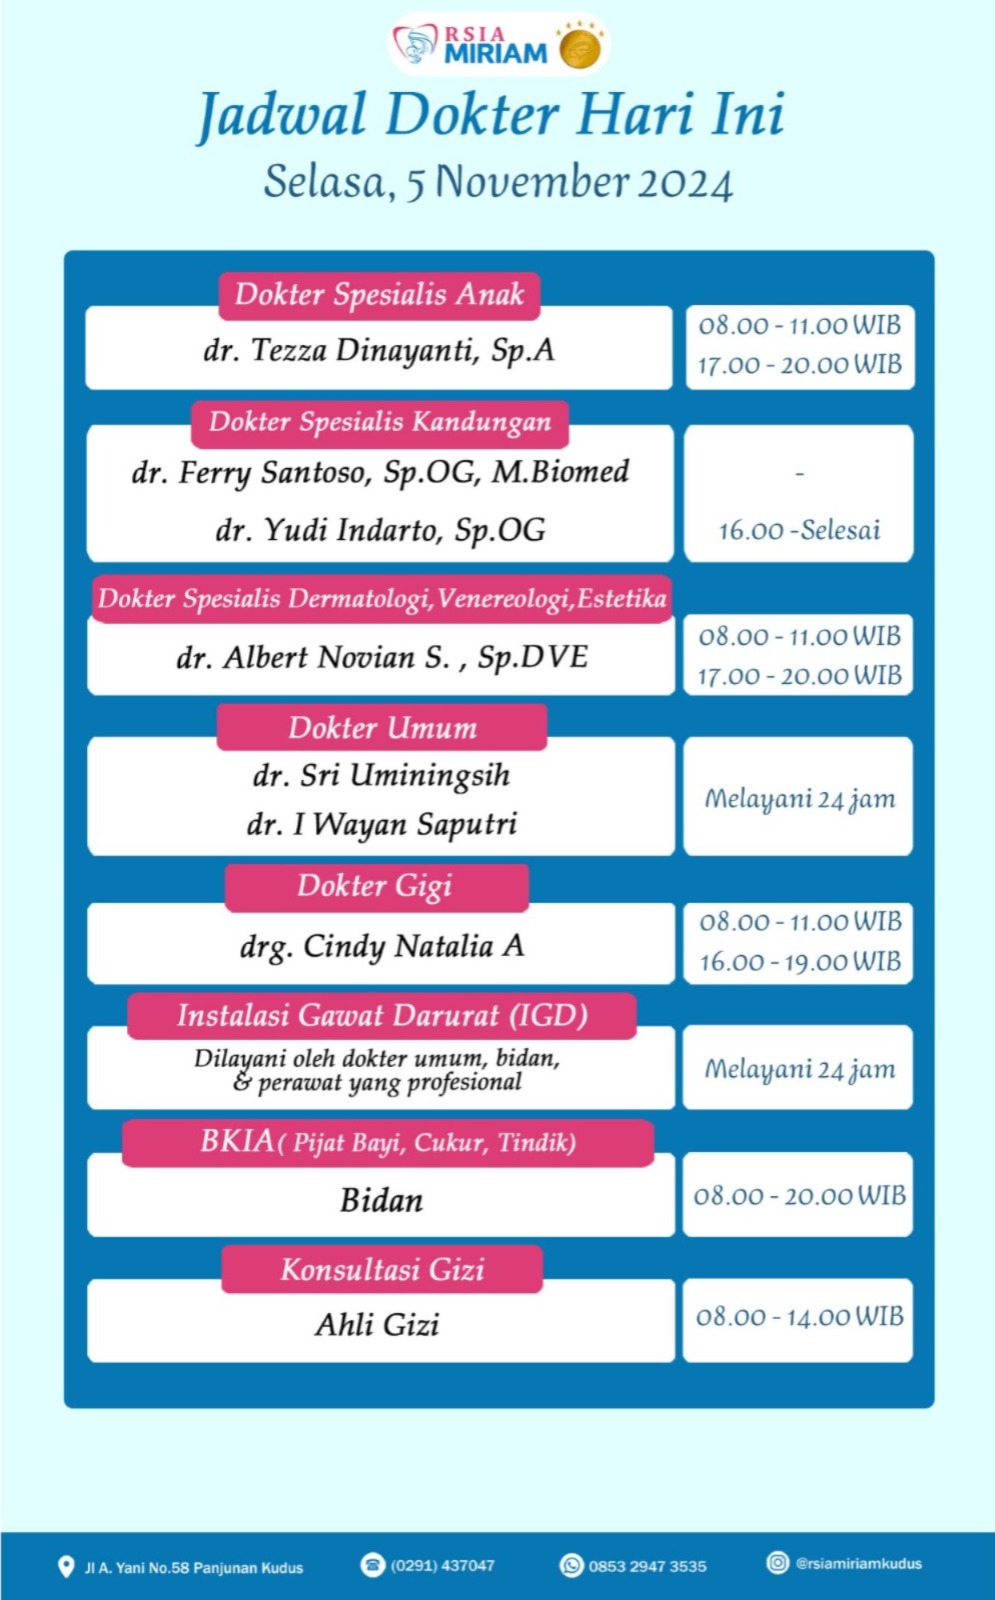 RSIA
MIRIAM
Jadwal Dokter Hari Ini
Selasa, 5 November 2024
Dokter Spesialis Anak
dr. Tezza Dinayanti, Sp.A
08.00 - 11.00 WIB
17.00 - 20.00 WIB
Dokter Spesialis Kandungan
dr. Ferry Santoso, Sp.OG, M.Biomed
-
dr. Yudi Indarto, Sp.OG
16.00 -Selesai
Dokter Spesialis Dermatologi,Venereologi,Estetika
dr. Albert Novian S. , Sp.DVE
08.00 - 11.00 WIB
17.00 - 20.00 WIB
Dokter Umum
dr. Sri Uminingsih
dr. I Wayan Saputri
Melayani 24 jam
Dokter Gigi
drg. Cindy Natalia A
08.00 - 11.00 WIB
16.00 - 19.00 WIB
Instalasi Gawat Darurat (IGD)
Dilayani oleh dokter umum, bidan,
& perawat yang profesional
Melayani 24 jam
BKIA( Pijat Bayi, Cukur, Tindik)
Bidan
08.00 - 20.00 WIB
Konsultasi Gizi
Ahli Gizi
08.00 - 14.00 WIB
Jl A. Yani No.58 Panjunan Kudus
(0291) 437047
0853 2947 3535
@rsiamiriamkudus